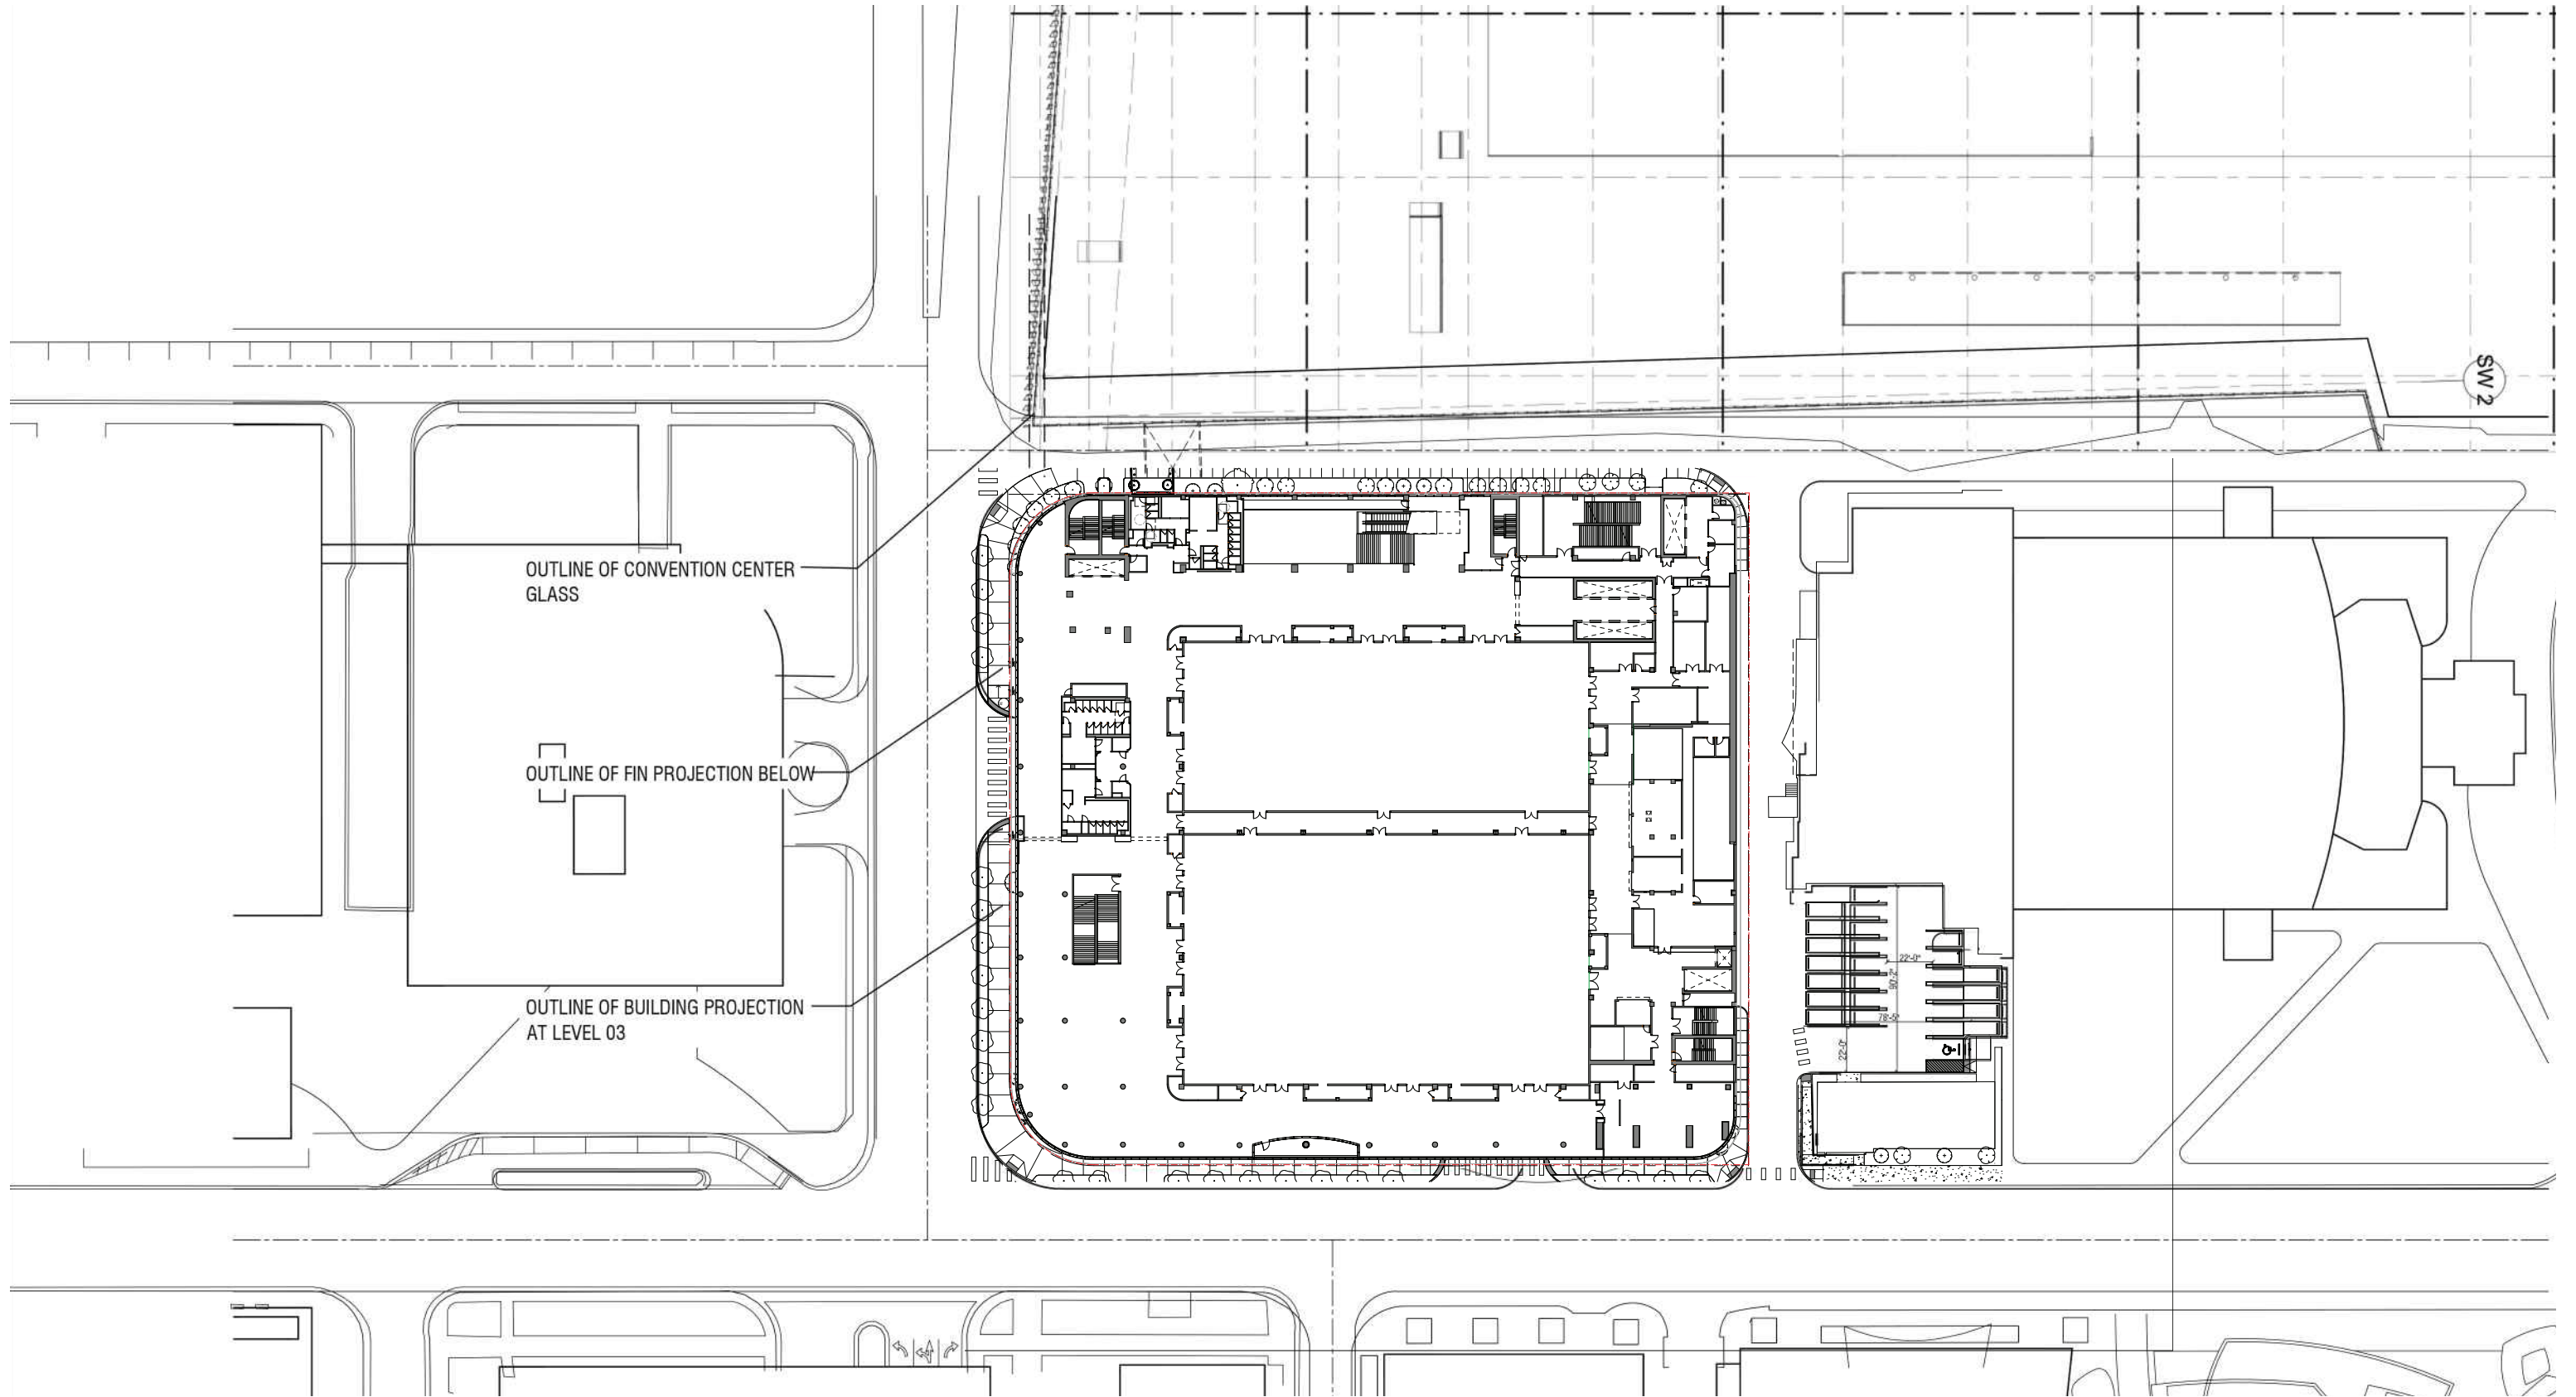 SW 2
OUTLINE OF CONVENTION CENTER
GLASS
OUTLINE OF FIN PROJECTION BELOW
OUTLINE OF BUILDING PROJECTION
AT LEVEL 03
22'-0"
90'-2"
78'-5"
22'-0"